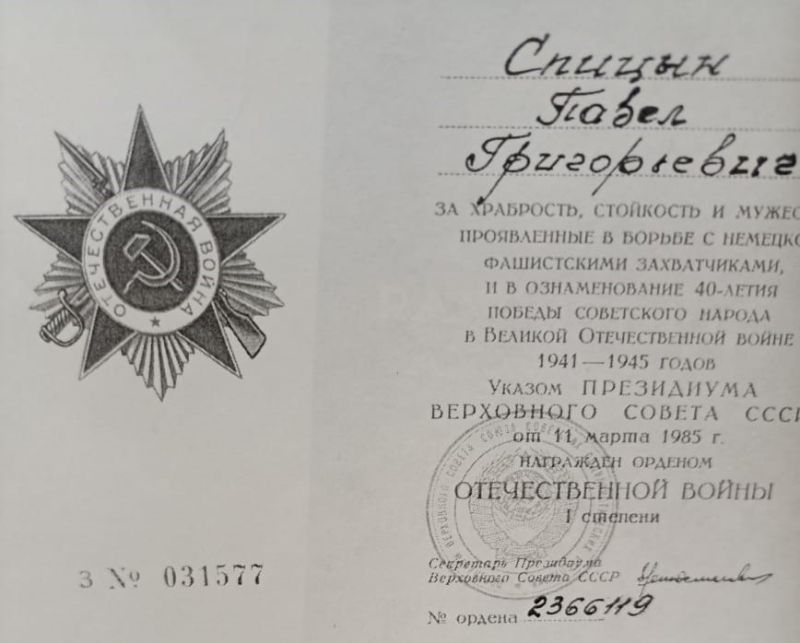 ОТЕЧЕСТВЕННАЯ ВОЙНА
З № 031577
Спицын
Павел
Григорьевич
ЗА ХРАБРОСТЬ, СТОЙКОСТЬ И МУЖЕС
ПРОЯВЛЕННЫЕ В БОРЬБЕ С НЕМЕЦКО
ФАШИСТСКИМИ ЗАХВАТЧИКАМИ,
И В ОЗНАМЕНОВАНИЕ 40-ЛЕТИЯ
ПОБЕДЫ СОВЕТСКОГО НАРОДА
В ВЕЛИКОЙ ОТЕЧЕСТВЕННОЙ ВОЙНЕ
1941—1945 ГОДОВ
УКАЗОМ ПРЕЗИДИУМА
ВЕРХОВНОГО СОВЕТА СССР
от 11 марта 1985 г.
НАГРАЖДЕН ОРДЕНОМ
ОТЕЧЕСТВЕННОЙ ВОЙНЫ
I степени
Секретарь Президиума
Верховного Совета СССР
№ ордена 2366119